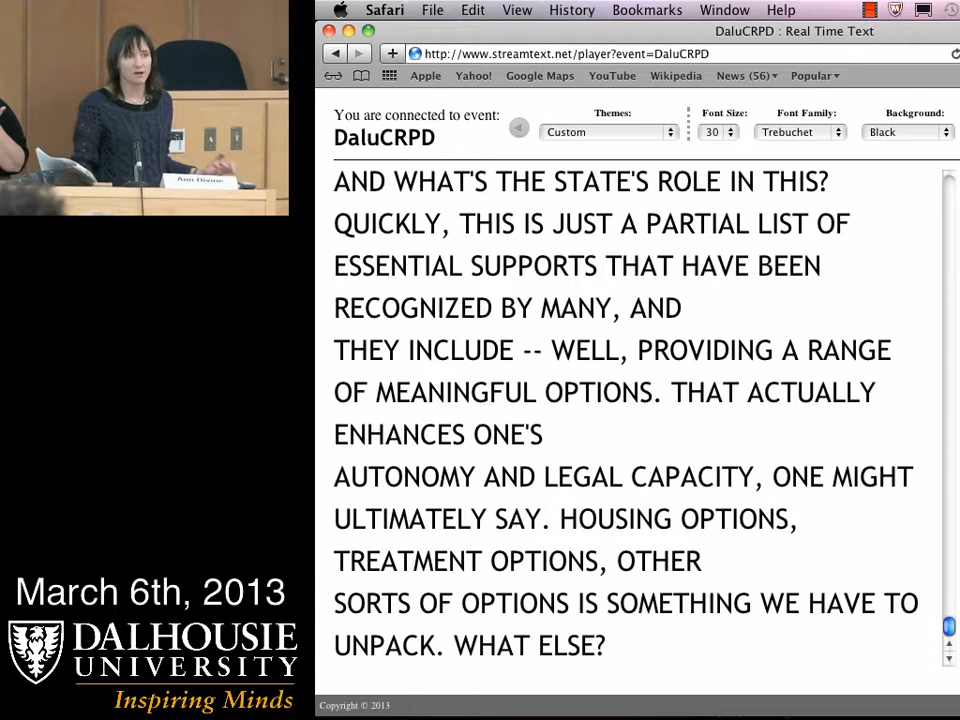 Safari File Edit View History Bookmarks Window Help
DaluCRPD : Real Time Text
http://www.streamtext.net/player?event=DaluCRPD
Apple Yahoo! Google Maps YouTube Wikipedia News (56) Popular
You are connected to event:
DaluCRPD
Themes:
Custom
Font Size:
30
Font Family:
Trebuchet
Background:
Black
AND WHAT'S THE STATE'S ROLE IN THIS?
QUICKLY, THIS IS JUST A PARTIAL LIST OF
ESSENTIAL SUPPORTS THAT HAVE BEEN
RECOGNIZED BY MANY, AND
THEY INCLUDE -- WELL, PROVIDING A RANGE
OF MEANINGFUL OPTIONS. THAT ACTUALLY
ENHANCES ONE'S
AUTONOMY AND LEGAL CAPACITY, ONE MIGHT
ULTIMATELY SAY. HOUSING OPTIONS,
TREATMENT OPTIONS, OTHER
SORTS OF OPTIONS IS SOMETHING WE HAVE TO
UNPACK. WHAT ELSE?
Copyright © 2013
Ann Divine
March 6th, 2013
DALHOUSIE
UNIVERSITY
Inspiring Minds